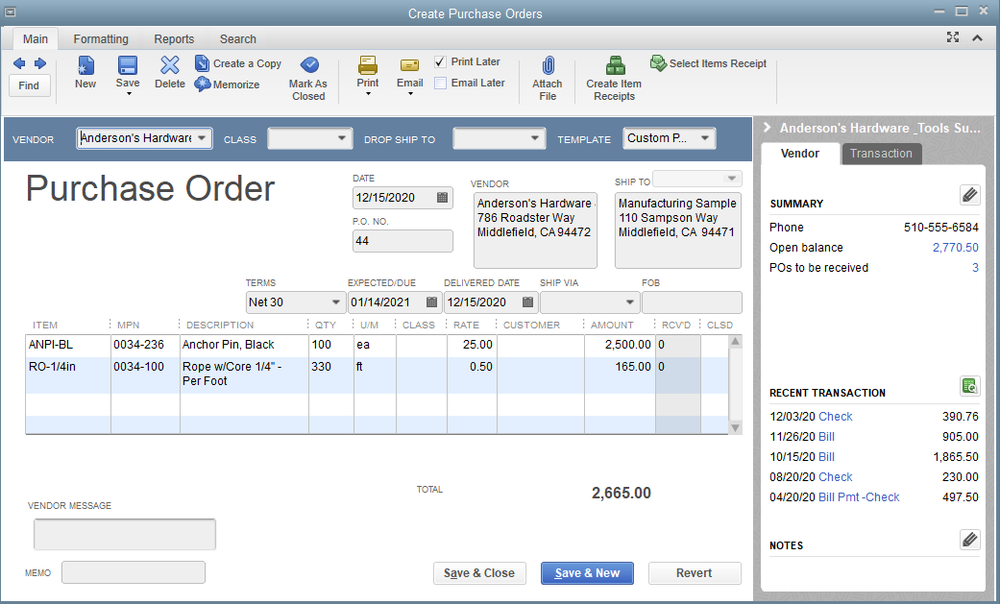 Create Purchase Orders
Main Formatting Reports Search
Find
New
Save
Delete
Create a Copy
Memorize
Mark As
Closed
Print
Email
Print Later
Email Later
Attach
File
Create Item
Receipts
Select Items Receipt
VENDOR Anderson's Hardware CLASS DROP SHIP TO TEMPLATE Custom P...
Purchase Order
DATE
12/15/2020
P.O. NO.
44
VENDOR
Anderson's Hardware
786 Roadster Way
Middlefield, CA 94472
SHIP TO
Manufacturing Sample
110 Sampson Way
Middlefield, CA 94471
TERMS EXPECTED/DUE DELIVERED DATE SHIP VIA FOB
Net 30 01/14/2021 12/15/2020
ITEM MPN DESCRIPTION QTY U/M CLASS RATE CUSTOMER AMOUNT RCV'D CLSD
ANPI-BL 0034-236 Anchor Pin, Black 100 ea 25.00 2,500.00 0
RO-1/4in 0034-100 Rope w/Core 1/4" - 330 ft 0.50 165.00 0
Per Foot
TOTAL 2,665.00
VENDOR MESSAGE
MEMO
Save & Close Save & New Revert
Anderson's Hardware _Tools Su...
Vendor Transaction
SUMMARY
Phone 510-555-6584
Open balance 2,770.50
POs to be received 3
RECENT TRANSACTION
12/03/20 Check 390.76
11/26/20 Bill 905.00
10/15/20 Bill 1,865.50
08/20/20 Check 230.00
04/20/20 Bill Pmt -Check 497.50
NOTES